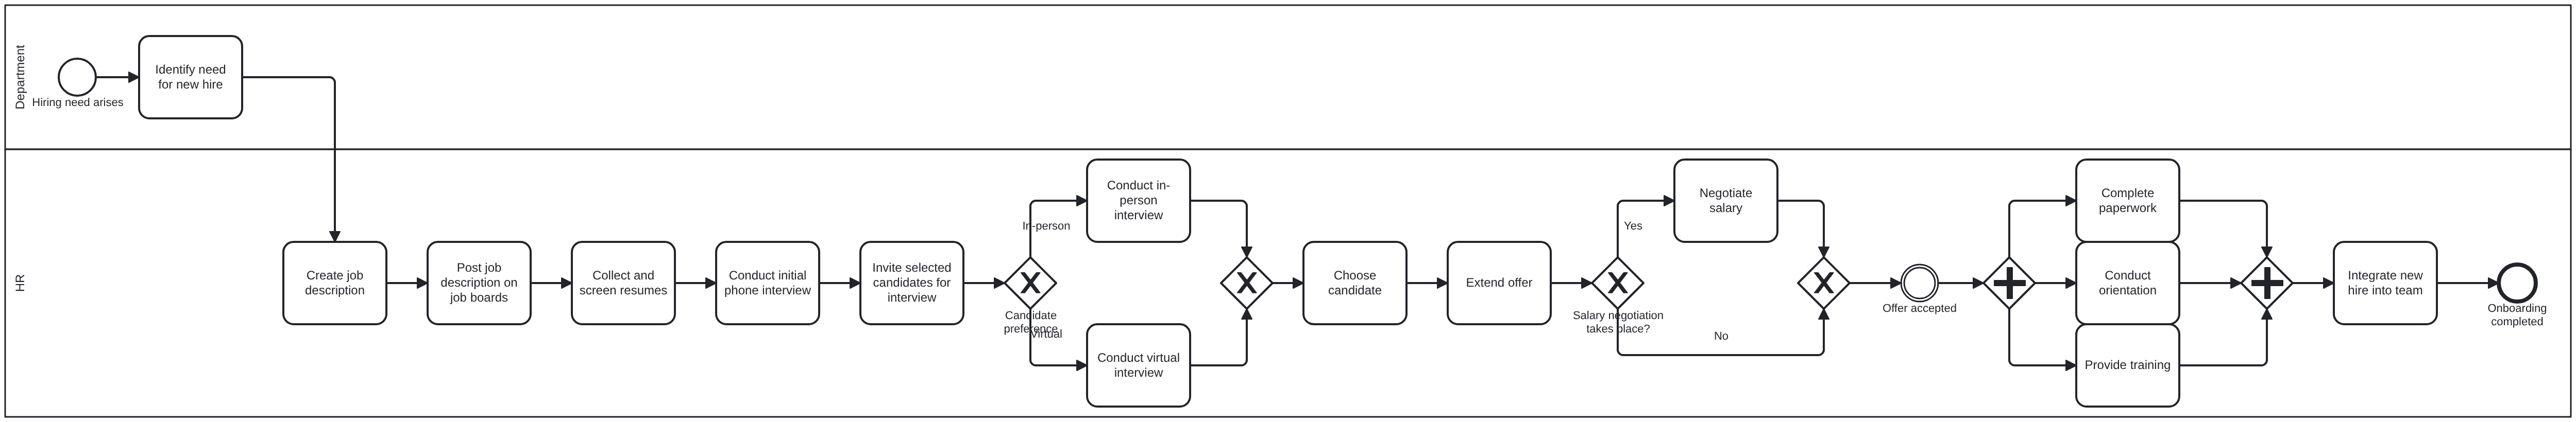 Department
Hiring need arises
Identify need
for new hire
HR
Create job
description
Post job
description on
job boards
Collect and
screen resumes
Conduct initial
phone interview
Invite selected
candidates for
interview
Candidate
preference
In-person
Virtual
Conduct in-
person
interview
Conduct virtual
interview
Choose
candidate
Extend offer
Salary negotiation
takes place?
Yes
No
Negotiate
salary
Offer accepted
Complete
paperwork
Conduct
orientation
Provide training
Integrate new
hire into team
Onboarding
completed